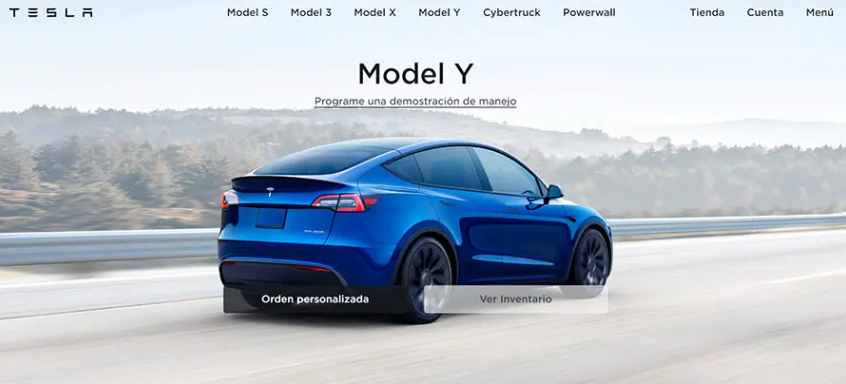 TESLA Model S Model 3 Model X Model Y Cybertruck Powerwall Tienda Cuenta Menú
Model Y
Programe una demostración de manejo
Orden personalizada Ver Inventario